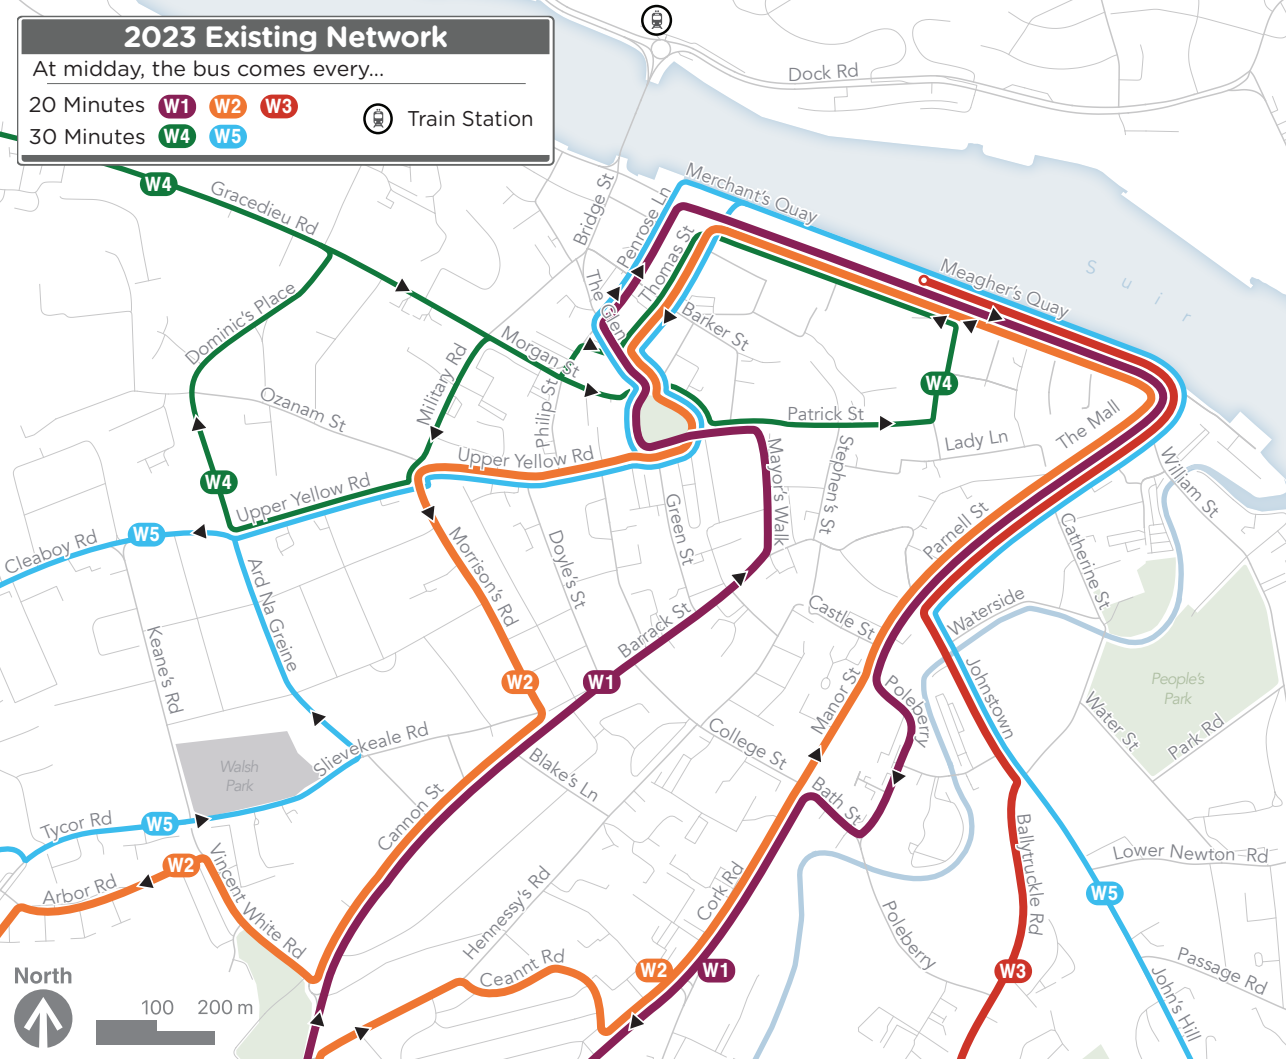 2023 Existing Network
At midday, the bus comes every...
20 Minutes W1 W2 W3
30 Minutes W4 W5
Train Station
Dock Rd
W4
Gracedieu Rd
Bridge St
Penrose Ln
Merchant's Quay
Thomas St
The Glen
Meagher's Quay
Suir
Barker St
Dominic's Place
Morgan St
Military Rd
Ozanam St
Philip St
W4
Patrick St
Lady Ln
The Mall
Upper Yellow Rd
William St
Mayor's Walk
Stephen's St
W4
Upper Yellow Rd
Green St
Parnell St
Catherine St
W5
Cleaboy Rd
Morrison's Rd
Doyle's St
Ard Na Greine
Castle St
Waterside
Barrack St
Keane's Rd
W2
W1
Manor St
Poleberry
Johnstown
People's
Park
Water St
Park Rd
Slievekeale Rd
College St
Walsh
Park
Blake's Ln
Bath St
Cannon St
Tycor Rd
W5
Ballytruckle Rd
Lower Newton Rd
W2
Vincent White Rd
Arbor Rd
Cork Rd
W5
Hennessy's Rd
Poleberry
Ceannt Rd
W2
W1
W3
Passage Rd
John's Hill
North
100
200 m